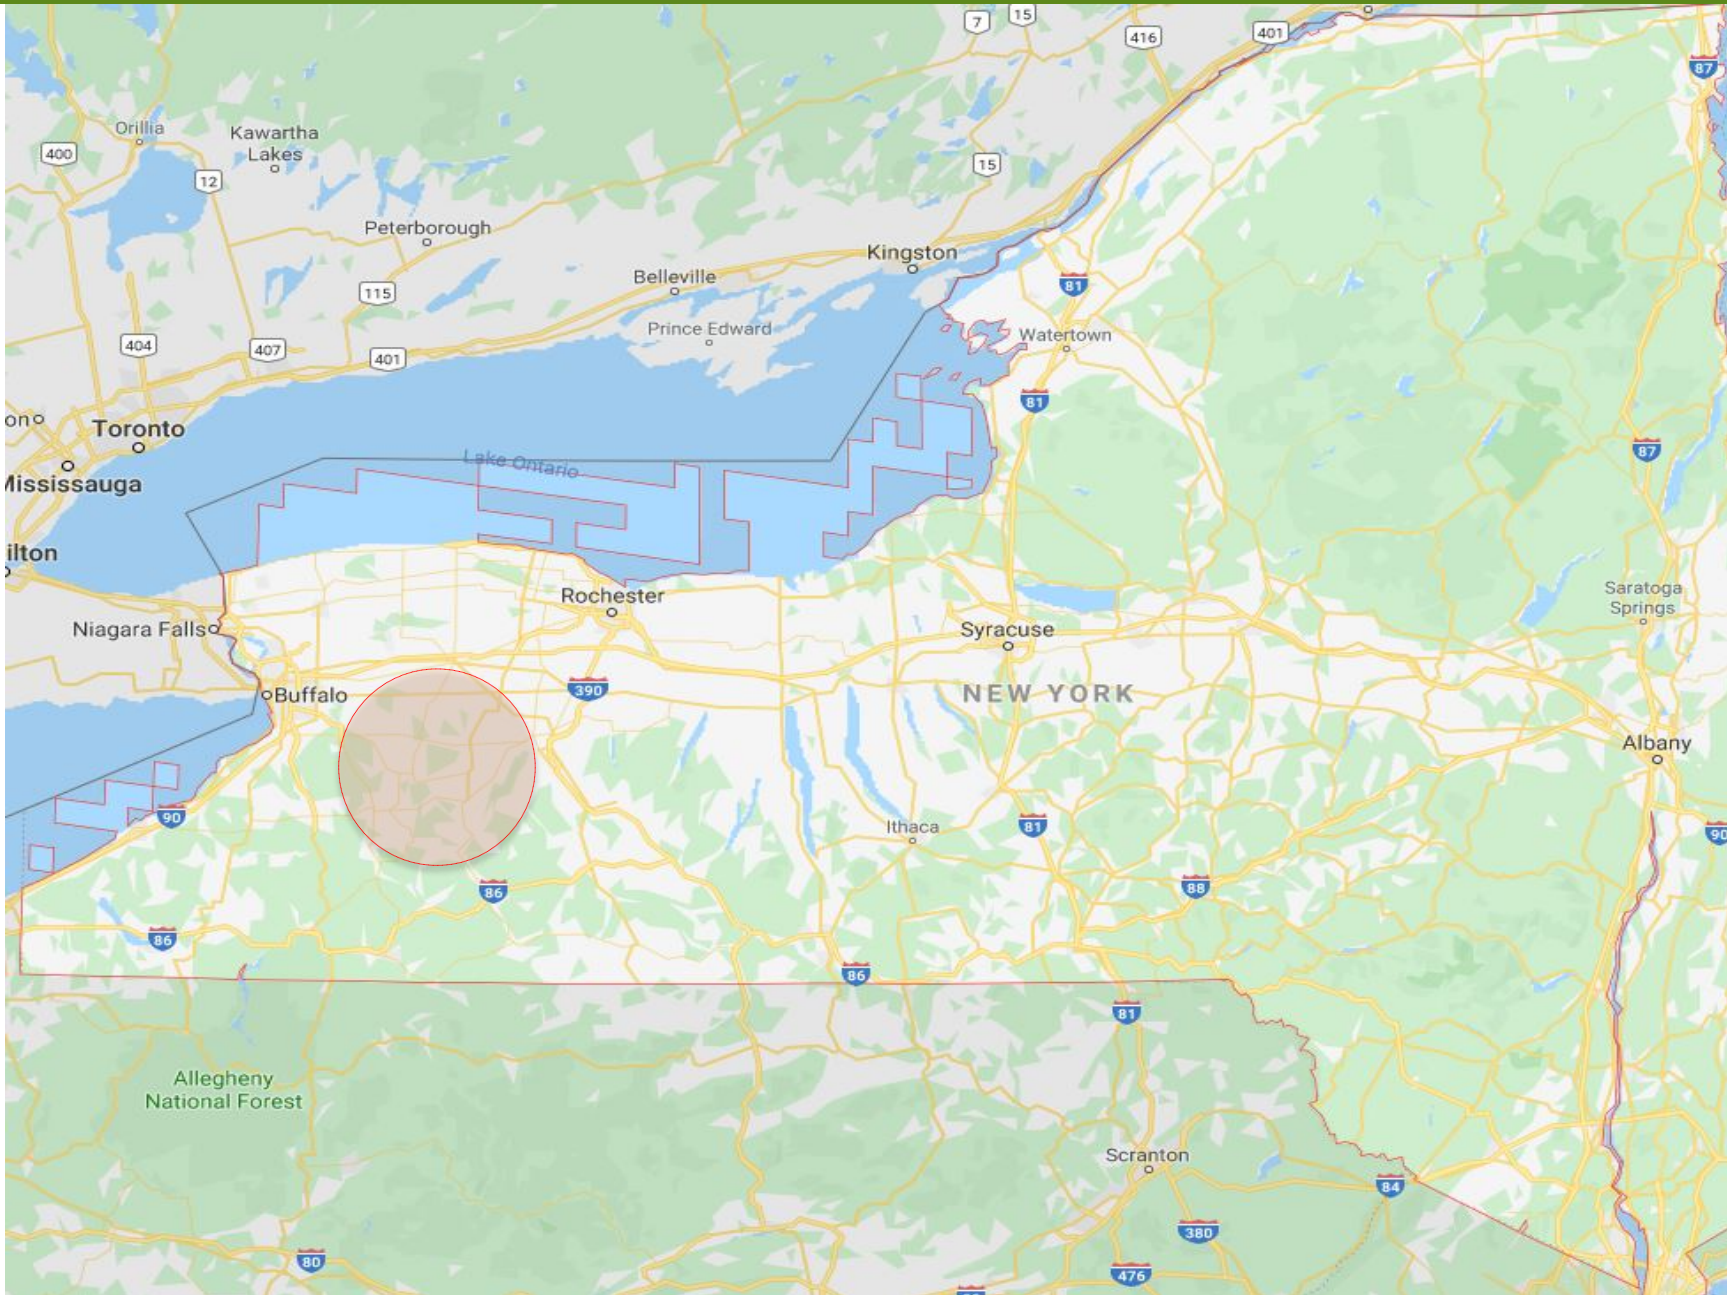 7
15
416
401
87
Orillia
Kawartha
Lakes
400
12
15
Peterborough
Kingston
Belleville
115
81
Prince Edward
Watertown
404
407
401
81
on
Toronto
Lake Ontario
87
Mississauga
ilton
Rochester
Saratoga
Springs
Niagara Falls
Syracuse
Buffalo
390
NEW YORK
Albany
90
Ithaca
81
90
86
88
86
86
81
Allegheny
National Forest
Scranton
84
380
80
476